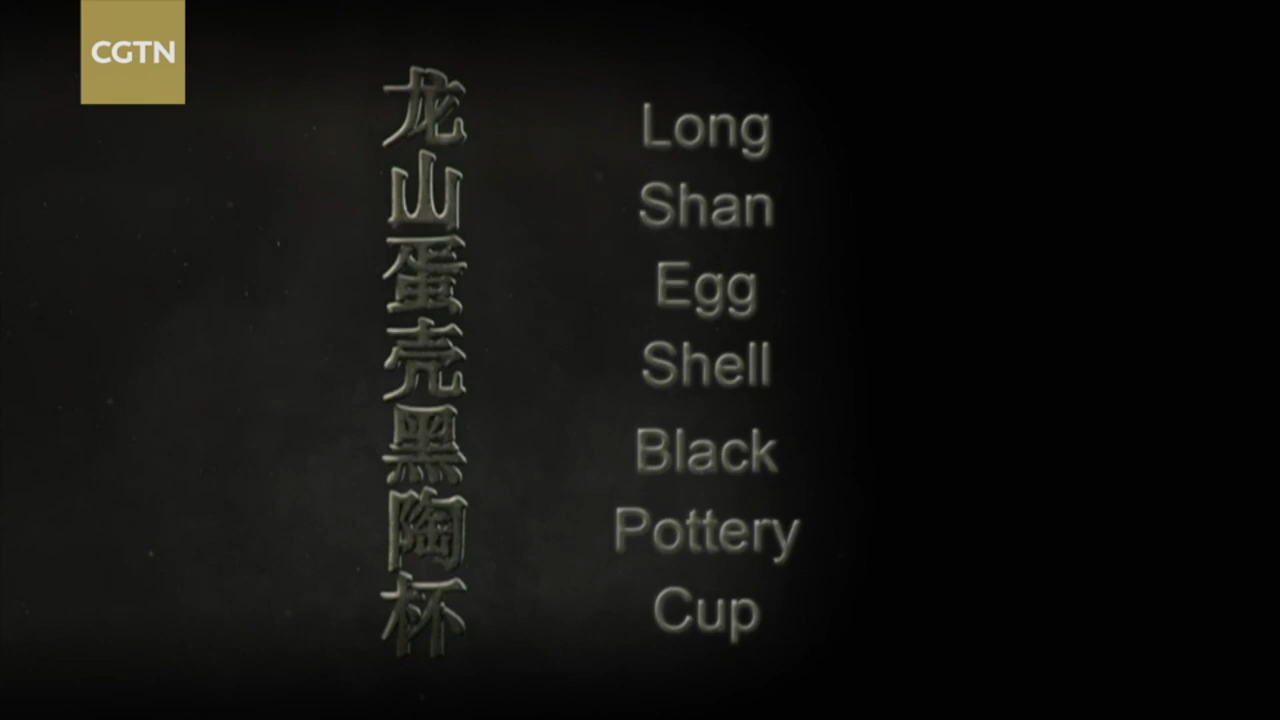 CGTN
龙山蛋壳黑陶杯
Long
Shan
Egg
Shell
Black
Pottery
Cup